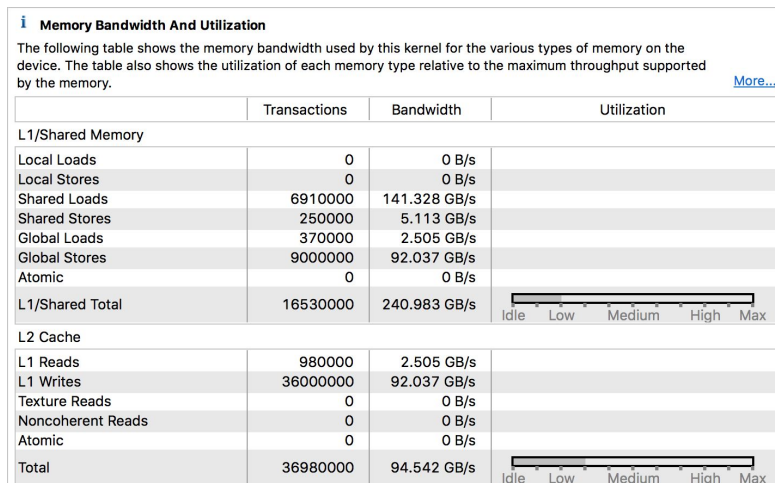 i Memory Bandwidth And Utilization
The following table shows the memory bandwidth used by this kernel for the various types of memory on the
device. The table also shows the utilization of each memory type relative to the maximum throughput supported
by the memory. More...
Transactions Bandwidth Utilization
L1/Shared Memory
Local Loads 0 0 B/s
Local Stores 0 0 B/s
Shared Loads 6910000 141.328 GB/s
Shared Stores 250000 5.113 GB/s
Global Loads 370000 2.505 GB/s
Global Stores 9000000 92.037 GB/s
Atomic 0 0 B/s
L1/Shared Total 16530000 240.983 GB/s
Idle Low Medium High Max
L2 Cache
L1 Reads 980000 2.505 GB/s
L1 Writes 36000000 92.037 GB/s
Texture Reads 0 0 B/s
Noncoherent Reads 0 0 B/s
Atomic 0 0 B/s
Total 36980000 94.542 GB/s
Idle Low Medium High Max